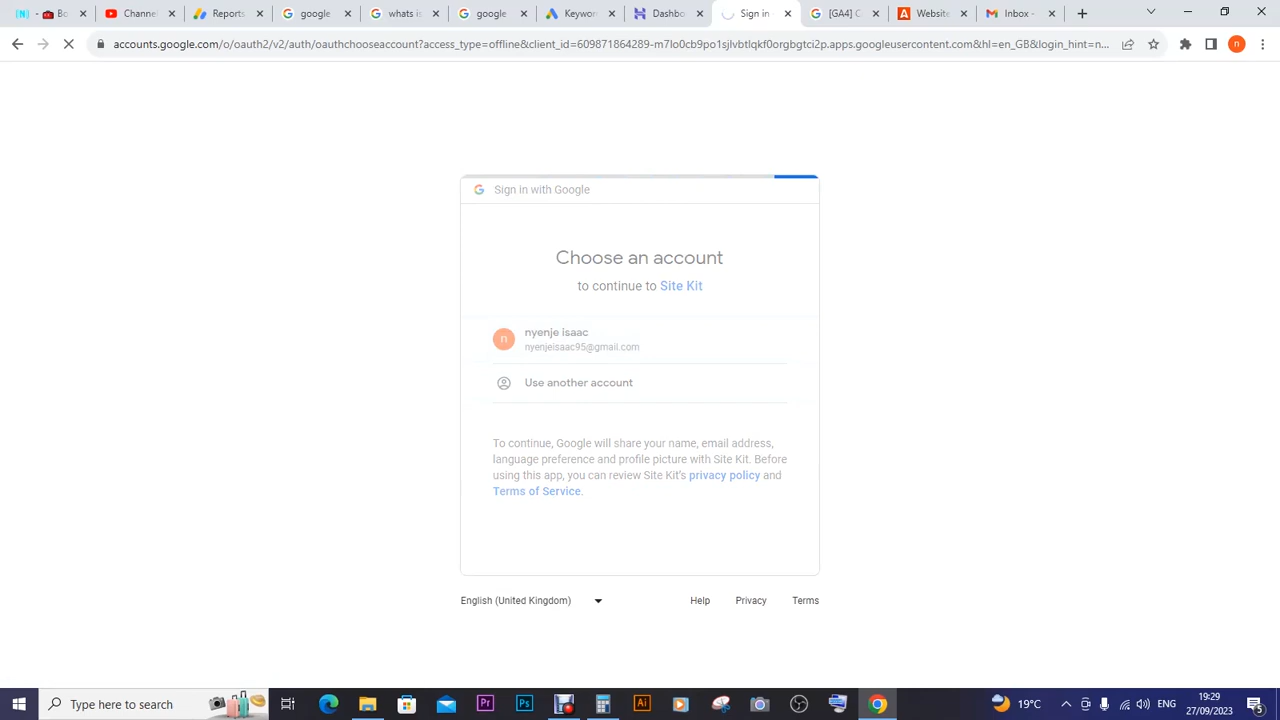 Bo
Channel
Reports
google
whats is
google
Keywor
Dashbo
Sign in
[GA4] C
Website
Inbox -
accounts.google.com/o/oauth2/v2/auth/oauthchooseaccount?access_type=offline&client_id=609871864289-m7lo0cb9po1sjlvbtlqkf0orgbgtci2p.apps.googleusercontent.com&hl=en_GB&login_hint=n...
n
Sign in with Google
Choose an account
to continue to Site Kit
n
nyenje isaac
nyenjeisaac95@gmail.com
Use another account
To continue, Google will share your name, email address,
language preference and profile picture with Site Kit. Before
using this app, you can review Site Kit's privacy policy and
Terms of Service.
English (United Kingdom)
Help
Privacy
Terms
Type here to search
Pr
Ps
Ai
19°C
ENG
19:29
27/09/2023
5